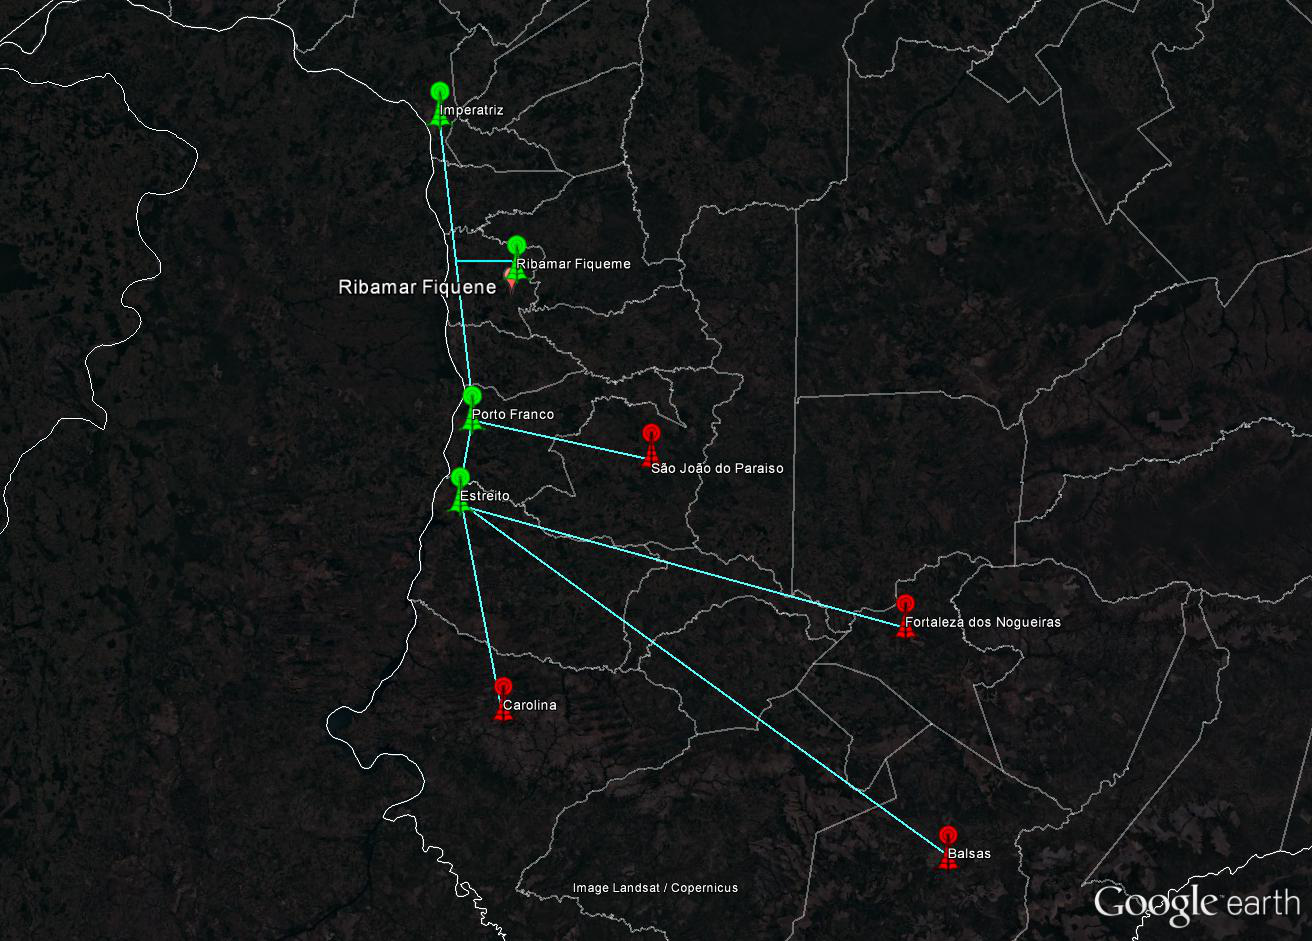 Imperatriz
Ribamar Fiqueme
Ribamar Fiquene
Porto Franco
São João do Paraiso
Estreito
Fortaleza dos Nogueiras
Carolina
Balsas
Image Landsat / Copernicus
Google earth